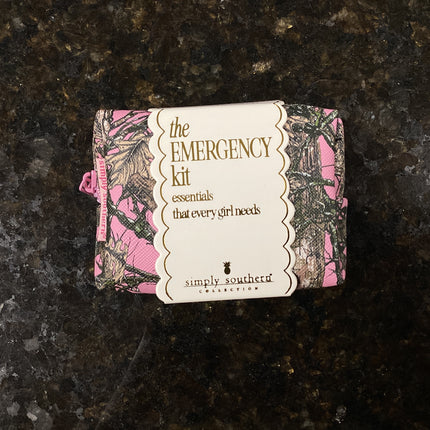 the
EMERGENCY
kit
essentials
that every girl needs
simply southern®
COLLECTION